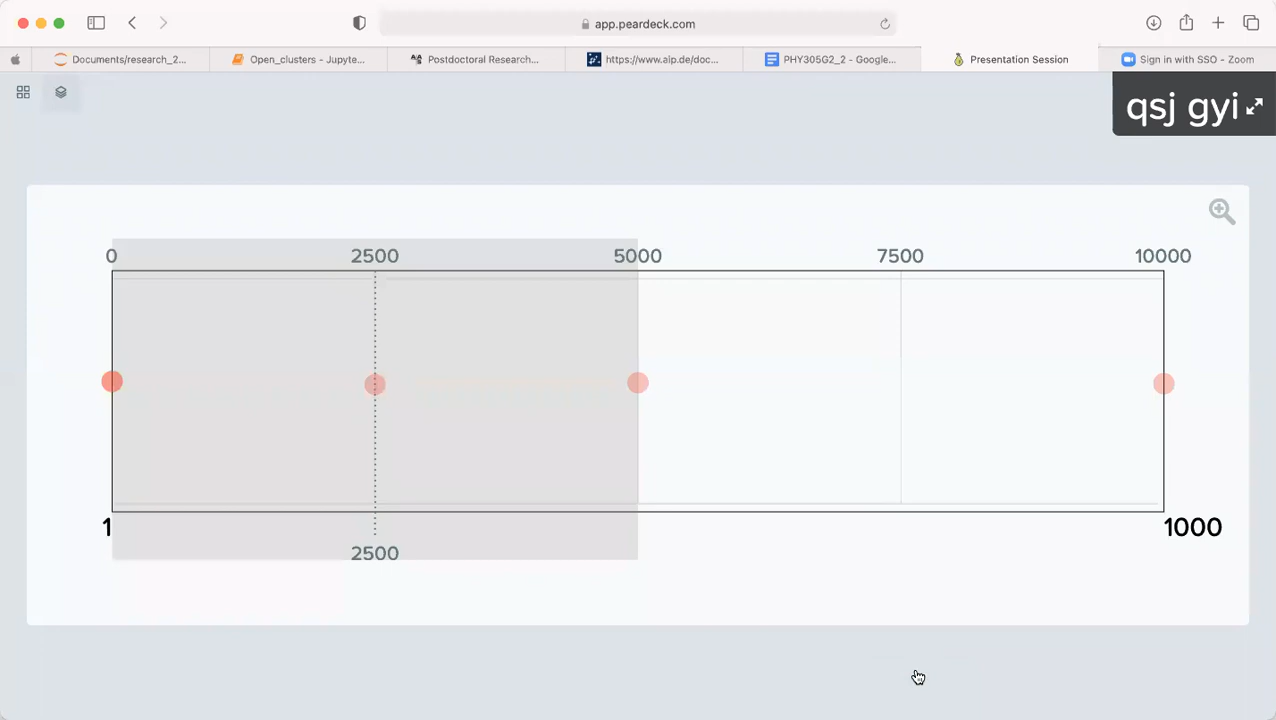 app.peardeck.com
Documents/research_2...
Open_clusters - Jupyte...
Postdoctoral Research...
https://www.aip.de/doc...
PHY305G2_2 - Google...
Presentation Session
Sign in with SSO - Zoom
qsj gyi
0 2500 5000 7500 10000
1 1000
2500